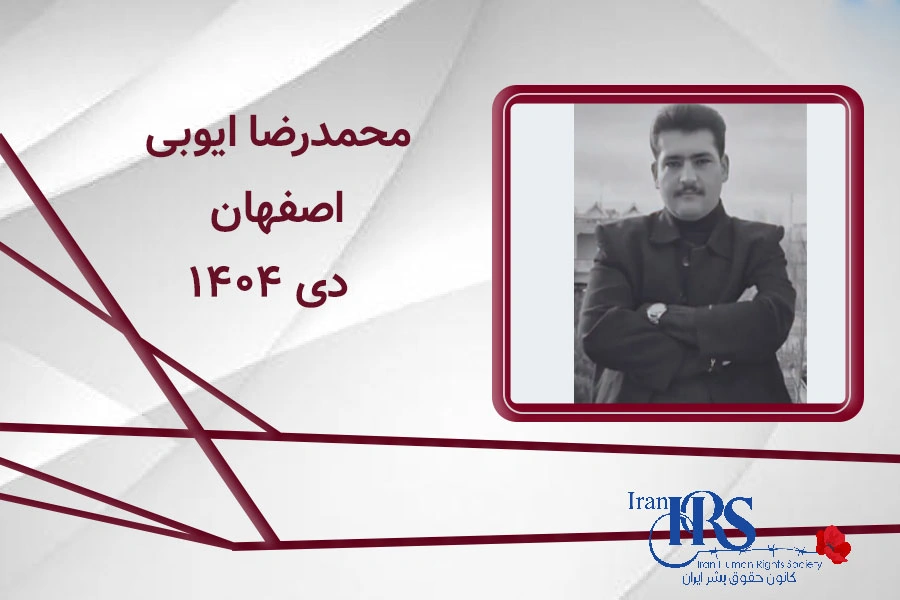 محمدرضا ایوبی
اصفهان
دی ۱۴۰۴
Iran HRS
Iran Human Rights Society
کانون حقوق بشر ایران